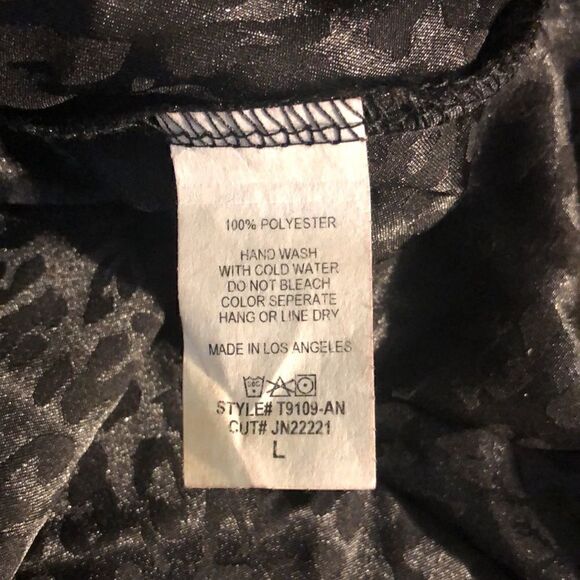 100% POLYESTER
HAND WASH
WITH COLD WATER
DO NOT BLEACH
COLOR SEPERATE
HANG OR LINE DRY
MADE IN LOS ANGELES
STYLE# T9109-AN
CUT# JN22221
L